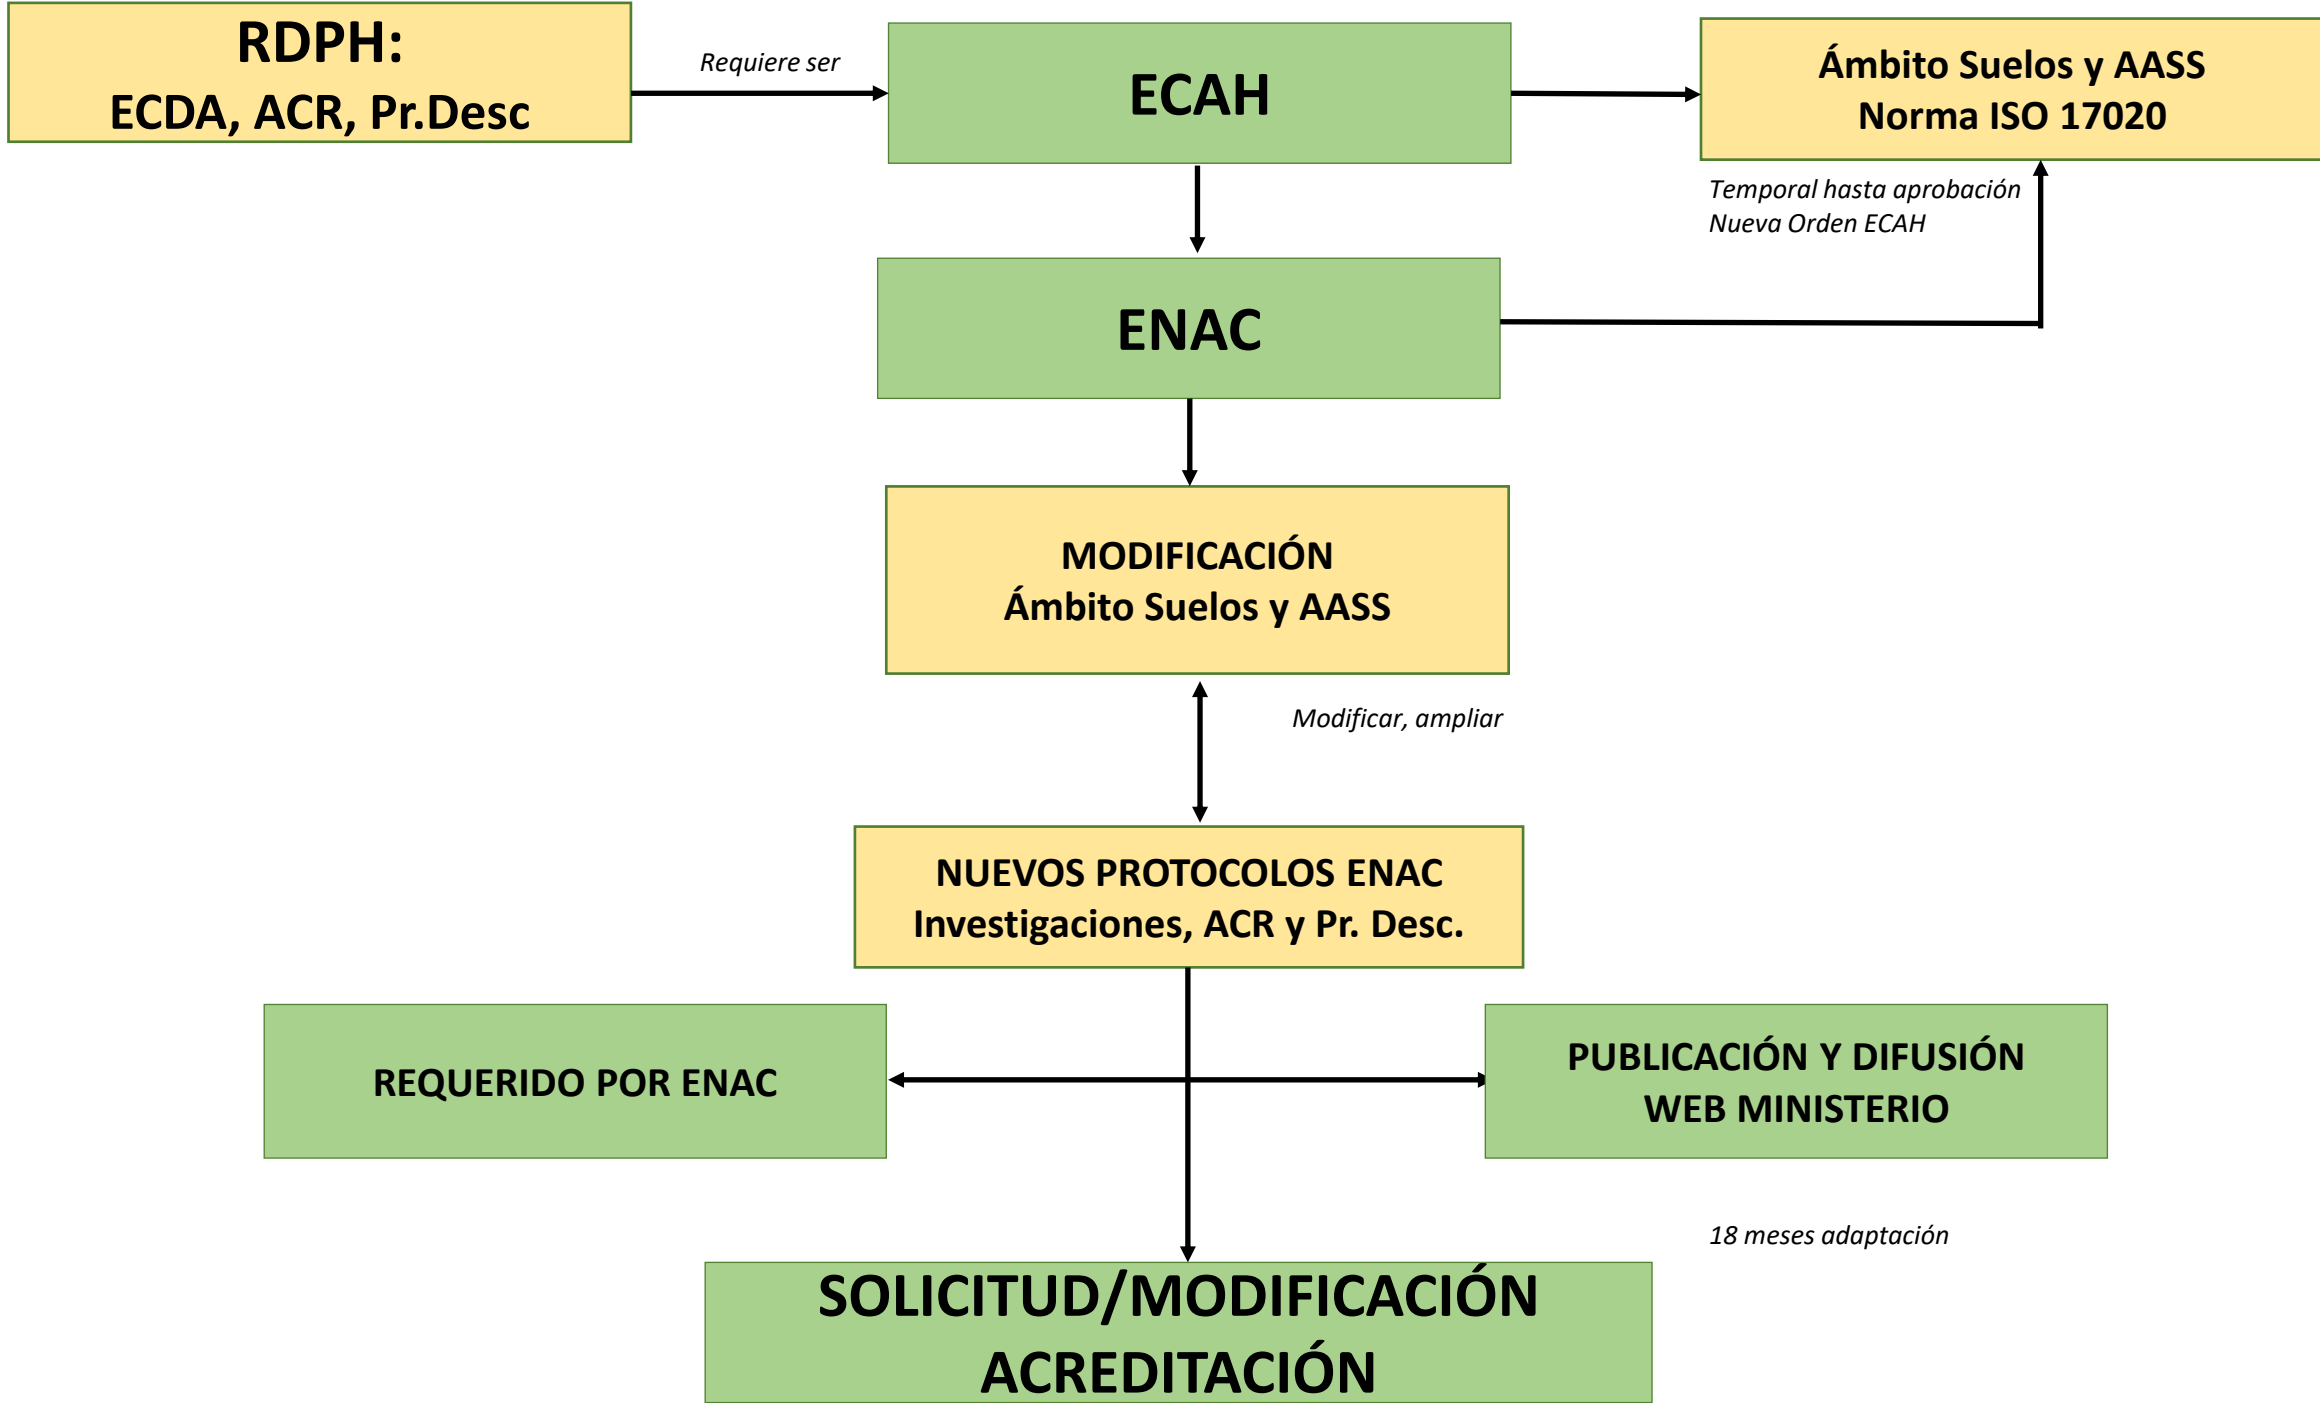 RDPH:
ECDA, ACR, Pr.Desc
Requiere ser
ECAH
Ámbito Suelos y AASS
Norma ISO 17020
Temporal hasta aprobación
Nueva Orden ECAH
ENAC
MODIFICACIÓN
Ámbito Suelos y AASS
Modificar, ampliar
NUEVOS PROTOCOLOS ENAC
Investigaciones, ACR y Pr. Desc.
REQUERIDO POR ENAC
PUBLICACIÓN Y DIFUSIÓN
WEB MINISTERIO
18 meses adaptación
SOLICITUD/MODIFICACIÓN
ACREDITACIÓN